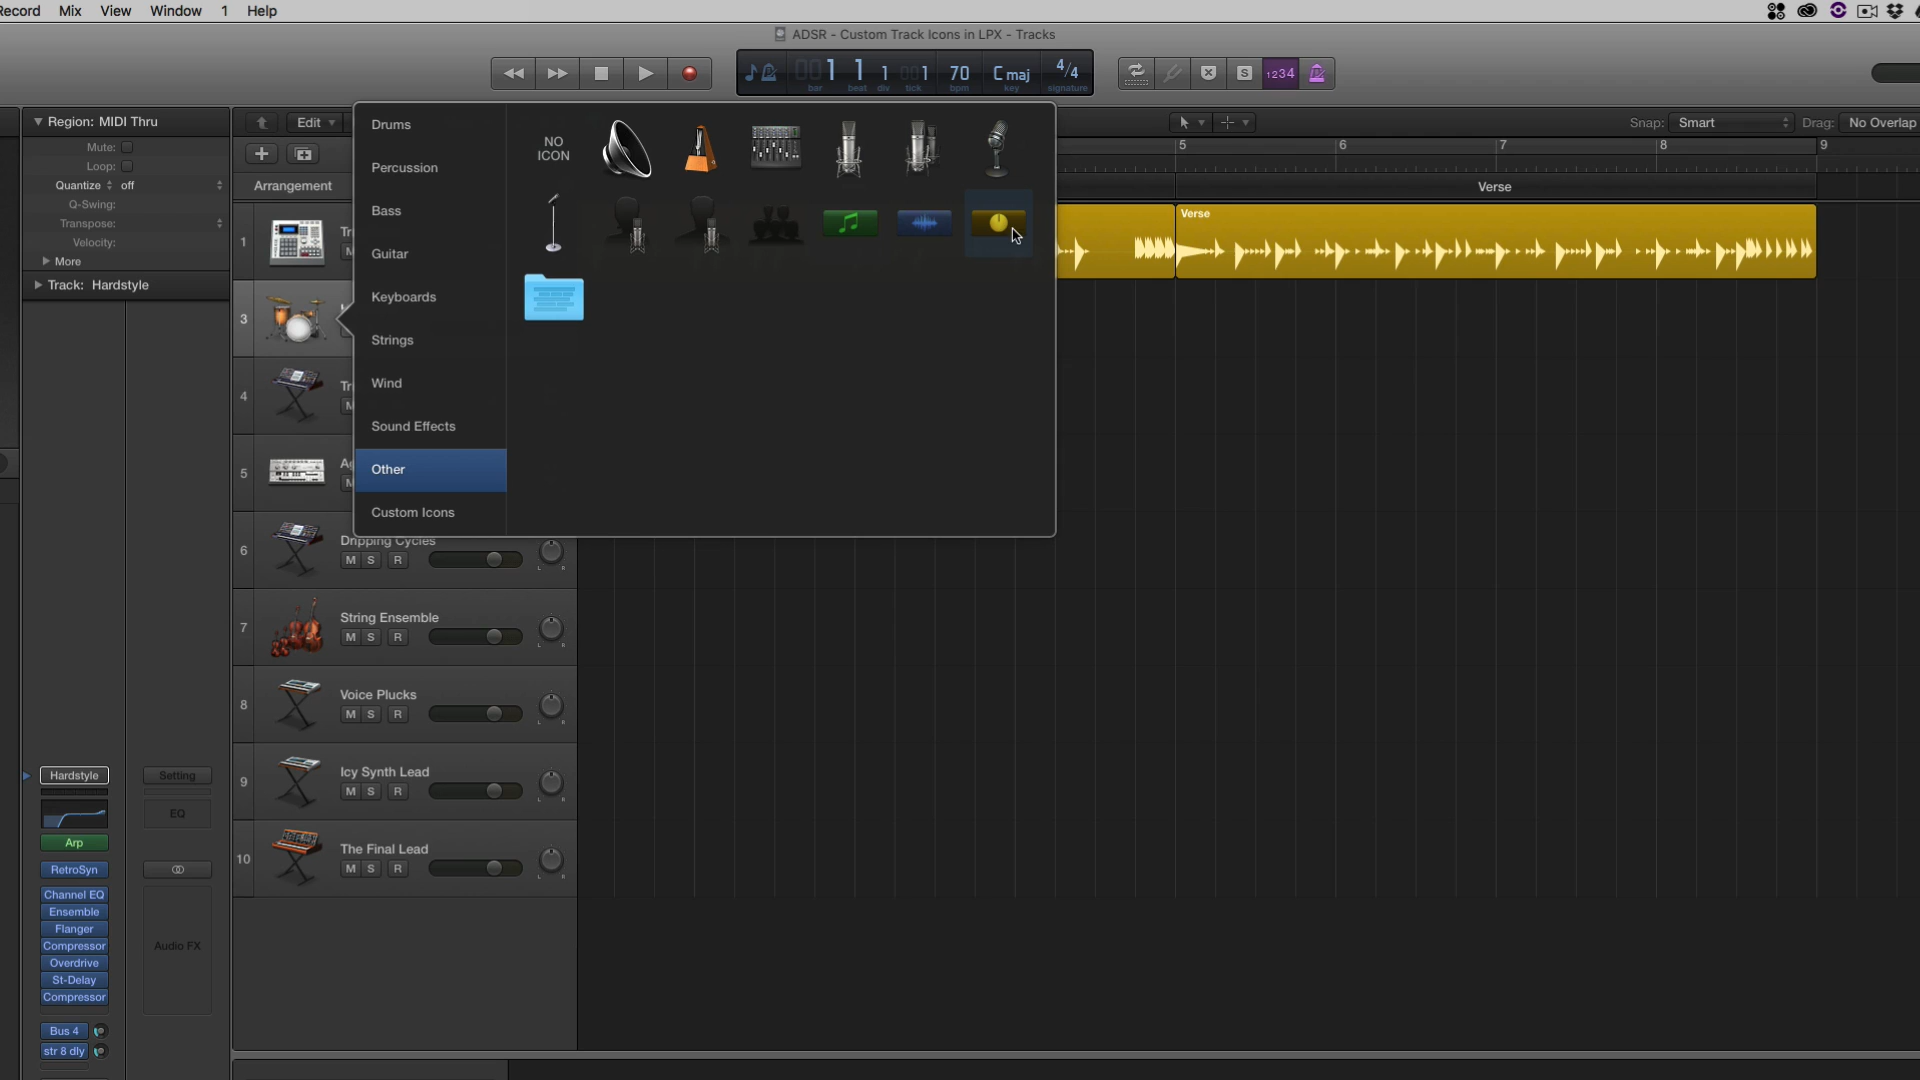 Record Mix View Window 1 Help
ADSR - Custom Track Icons in LPX - Tracks
001 1 1 001 70 C maj 4/4
bar beat div tick bpm key signature
S 1234
Region: MIDI Thru
Mute:
Loop:
Quantize off
Q-Swing:
Transpose:
Velocity:
More
Track: Hardstyle
Edit
Snap: Smart Drag: No Overlap
5 6 7 8 9
Arrangement
Verse
Verse
Drums
Percussion
Bass
Guitar
Keyboards
Strings
Wind
Sound Effects
Other
Custom Icons
NO
ICON
1
3
4
5
6 Dripping Cycles
M S R
L R
7 String Ensemble
M S R
L R
8 Voice Plucks
M S R
L R
9 Icy Synth Lead
M S R
L R
10 The Final Lead
M S R
L R
Hardstyle Setting
EQ
Arp
RetroSyn
Channel EQ
Ensemble
Flanger
Compressor Audio FX
Overdrive
St-Delay
Compressor
Bus 4
str 8 dly